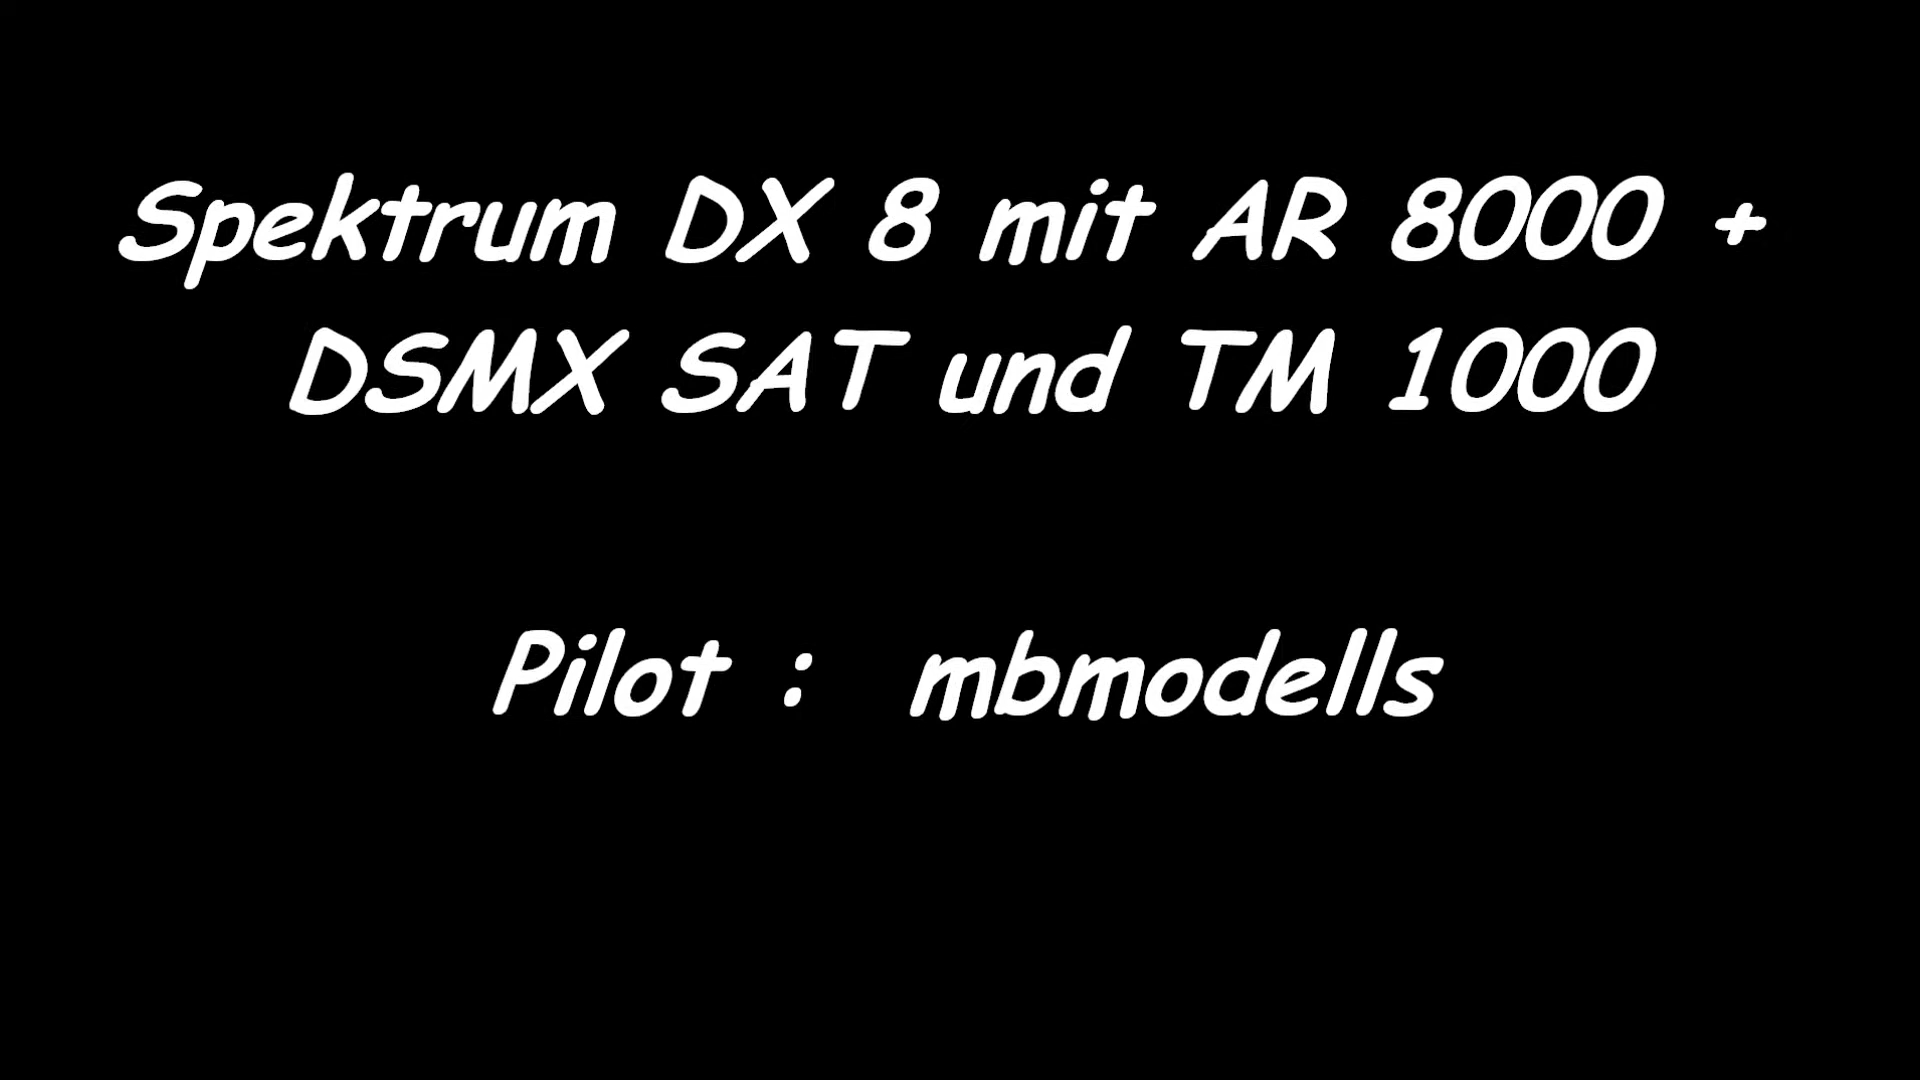 Spektrum DX 8 mit AR 8000 +
DSMX SAT und TM 1000
Pilot : mbmodells